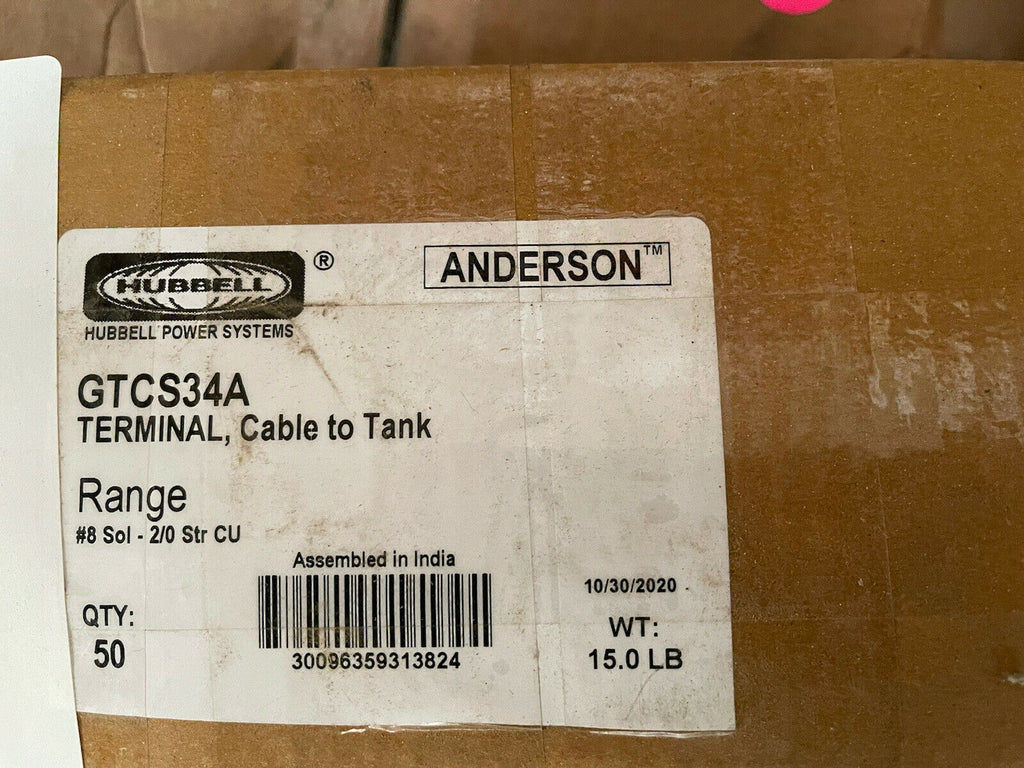 HUBBELL ®
HUBBELL POWER SYSTEMS
ANDERSON™
GTCS34A
TERMINAL, Cable to Tank
Range
#8 Sol - 2/0 Str CU
Assembled in India
30096359313824
QTY:
50
10/30/2020
WT:
15.0 LB